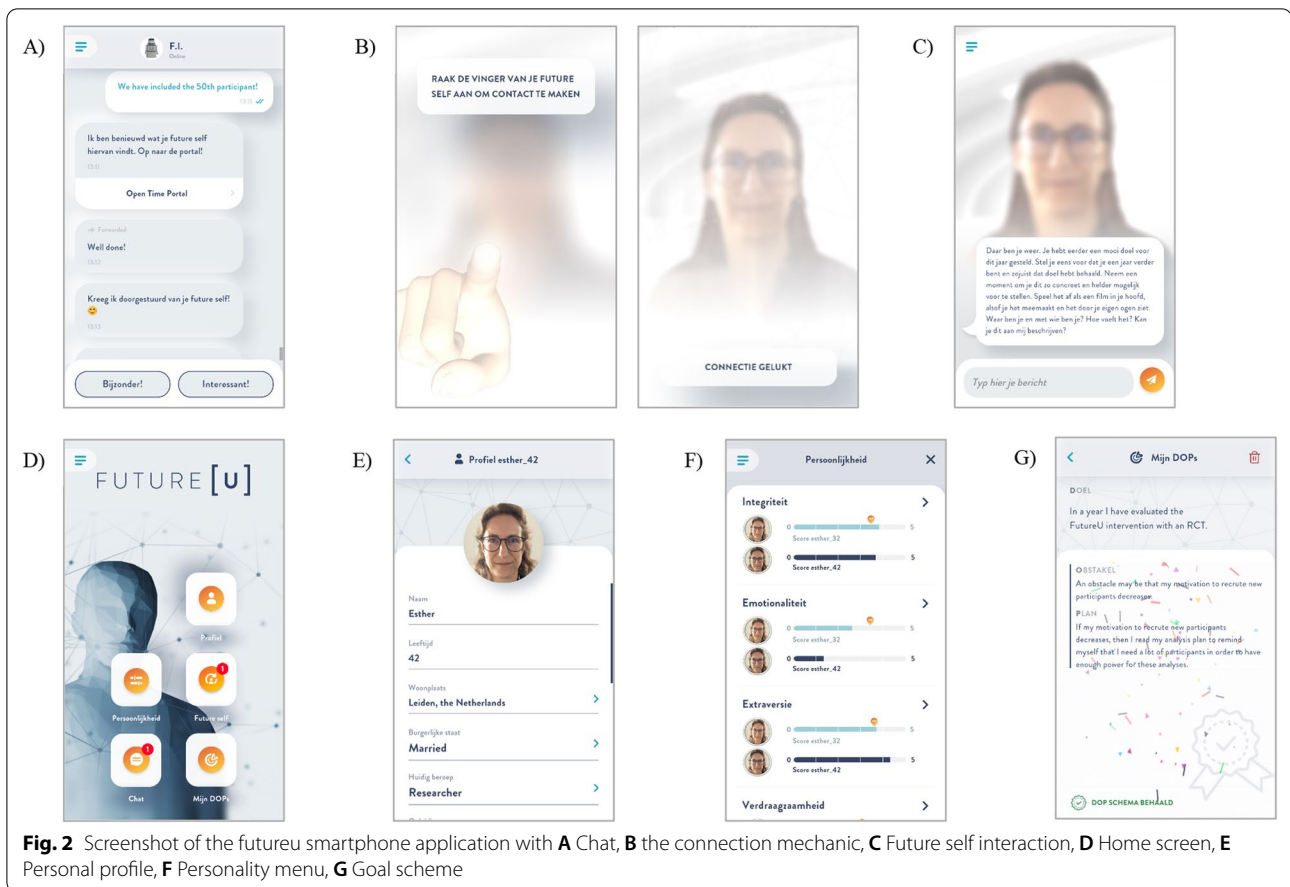 A)
F.I.
Online
We have included the 50th participant!
13:11
Ik ben benieuwd wat je future self
hiervan vindt. Op naar de portal!
13:11
Open Time Portal
Forwarded
Well done!
13:12
Kreeg ik doorgestuurd van je future self!
😊
13:13
Bijzonder!
Interessant!
B)
RAAK DE VINGER VAN JE FUTURE
SELF AAN OM CONTACT TE MAKEN
CONNECTIE GELUKT
C)
Daar ben je weer. Je hebt eerder een mooi doel voor
dit jaar gesteld. Stel je eens voor dat je een jaar verder
bent en zojuist dat doel hebt behaald. Neem een
moment om je dit zo concreet en helder mogelijk
voor te stellen. Speel het af als een film in je hoofd,
alsof je het meemaakt en het door je eigen ogen ziet.
Waar ben je en met wie ben je? Hoe voelt het? Kan
je dit aan mij beschrijven?
Typ hier je bericht
D)
FUTURE [U]
Profiel
Persoonlijkheid
1
Future self
1
Chat
Mijn DOPs
E)
Profiel esther_42
Naam
Esther
Leeftijd
42
Woonplaats
Leiden, the Netherlands
Burgerlijke staat
Married
Huidig beroep
Researcher
F)
Persoonlijkheid
Integriteit
0 5
Score esther_32
0 5
Score esther_42
Emotionaliteit
0 5
Score esther_32
0 5
Score esther_42
Extraversie
0 5
Score esther_32
0 5
Score esther_42
Verdraagzaamheid
G)
Mijn DOPs
DOEL
In a year I have evaluated the
FutureU intervention with an RCT.
OBSTAKEL
An obstacle may be that my motivation to recrute new
participants decreases
PLAN
If my motivation to recrute new participants
decreases, then I read my analysis plan to remind
myself that I need a lot of participants in order to have
enough power for these analyses.
DOP SCHEMA BEHAALD
Fig. 2 Screenshot of the futureu smartphone application with A Chat, B the connection mechanic, C Future self interaction, D Home screen, E
Personal profile, F Personality menu, G Goal scheme